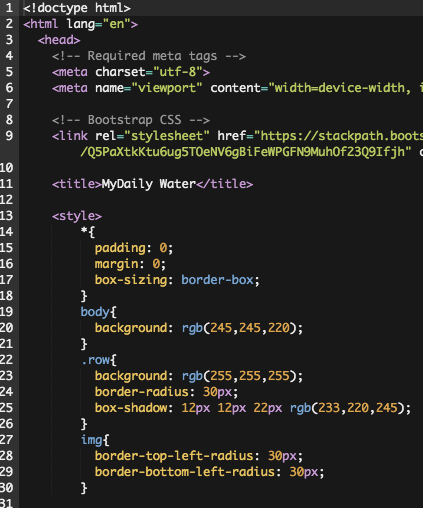 1 <!doctype html>
2 <html lang="en">
3 <head>
4 <!-- Required meta tags -->
5 <meta charset="utf-8">
6 <meta name="viewport" content="width=device-width, i
7
8 <!-- Bootstrap CSS -->
9 <link rel="stylesheet" href="https://stackpath.boots
/Q5PaXtkKtu6ug5TOeNV6gBiFeWPGFN9MuhOf23Q9Ifjh" c
10
11 <title>MyDaily Water</title>
12
13 <style>
14 *{
15 padding: 0;
16 margin: 0;
17 box-sizing: border-box;
18 }
19 body{
20 background: rgb(245,245,220);
21 }
22 .row{
23 background: rgb(255,255,255);
24 border-radius: 30px;
25 box-shadow: 12px 12px 22px rgb(233,220,245);
26 }
27 img{
28 border-top-left-radius: 30px;
29 border-bottom-left-radius: 30px;
30 }
31